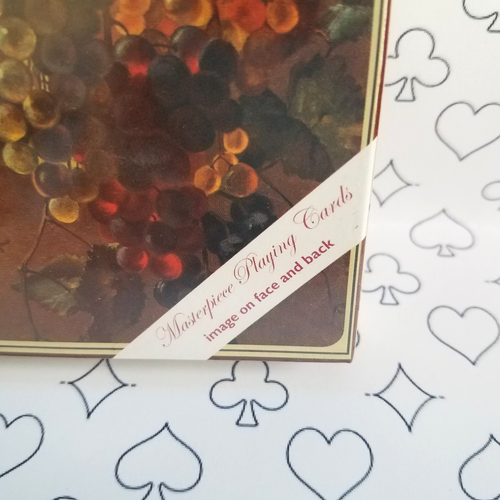 Masterpiece Playing Cards
image on face and back